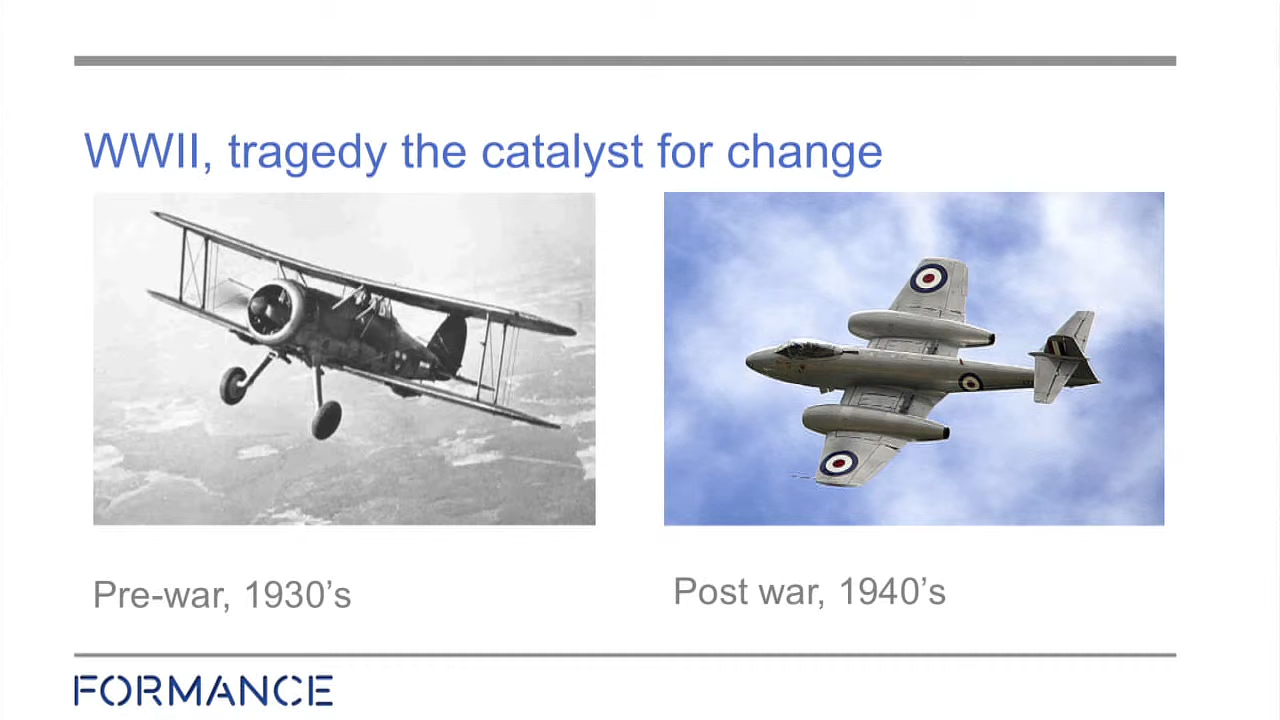 WWII, tragedy the catalyst for change
Pre-war, 1930’s
Post war, 1940’s
FORMANCE